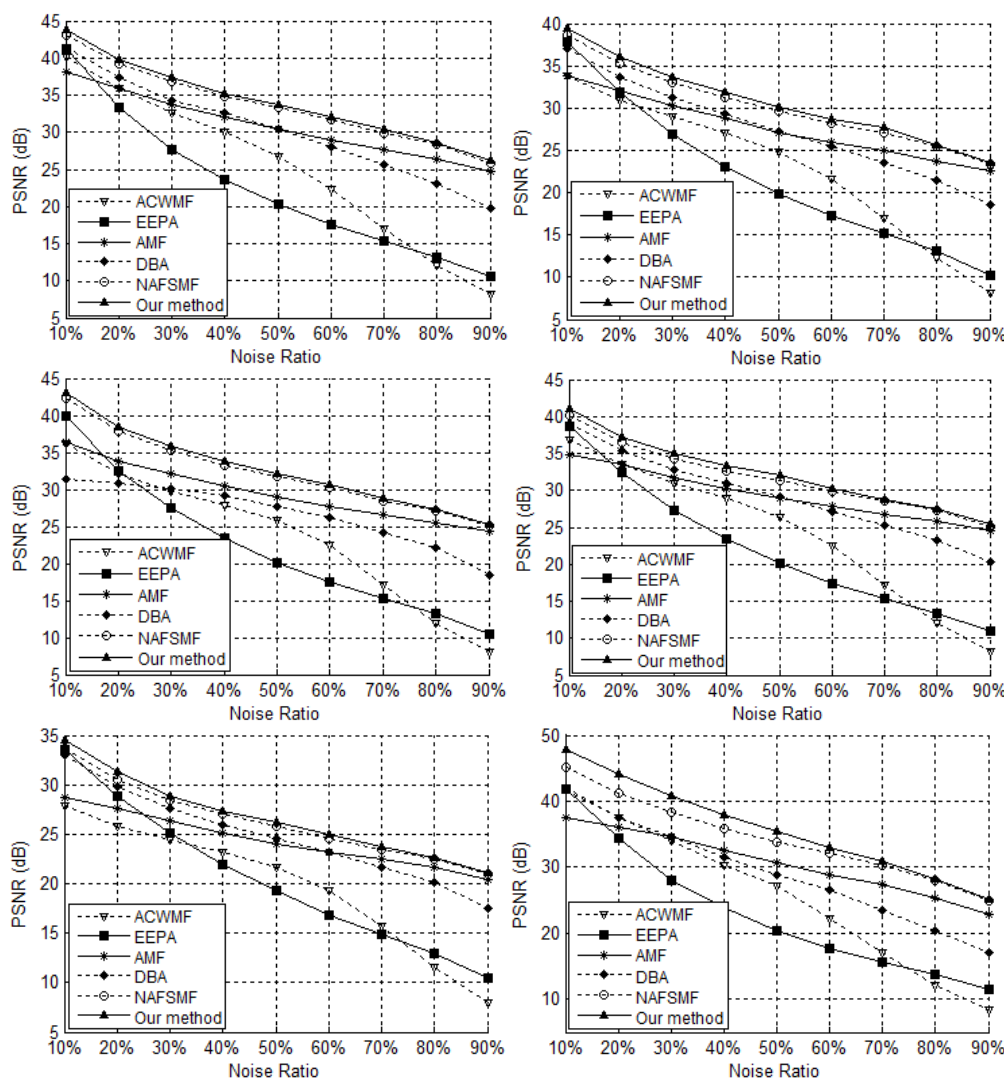 45
40
35
30
25
20
15
10
5
PSNR (dB)
ACWMF
EEPA
AMF
DBA
NAFSMF
Our method
10% 20% 30% 40% 50% 60% 70% 80% 90%
Noise Ratio
40
35
30
25
20
15
10
5
PSNR (dB)
ACWMF
EEPA
AMF
DBA
NAFSMF
Our method
10% 20% 30% 40% 50% 60% 70% 80% 90%
Noise Ratio
45
40
35
30
25
20
15
10
5
PSNR (dB)
ACWMF
EEPA
AMF
DBA
NAFSMF
Our method
10% 20% 30% 40% 50% 60% 70% 80% 90%
Noise Ratio
45
40
35
30
25
20
15
10
5
PSNR (dB)
ACWMF
EEPA
AMF
DBA
NAFSMF
Our method
10% 20% 30% 40% 50% 60% 70% 80% 90%
Noise Ratio
35
30
25
20
15
10
5
PSNR (dB)
ACWMF
EEPA
AMF
DBA
NAFSMF
Our method
10% 20% 30% 40% 50% 60% 70% 80% 90%
Noise Ratio
50
40
30
20
10
PSNR (dB)
ACWMF
EEPA
AMF
DBA
NAFSMF
Our method
10% 20% 30% 40% 50% 60% 70% 80% 90%
Noise Ratio